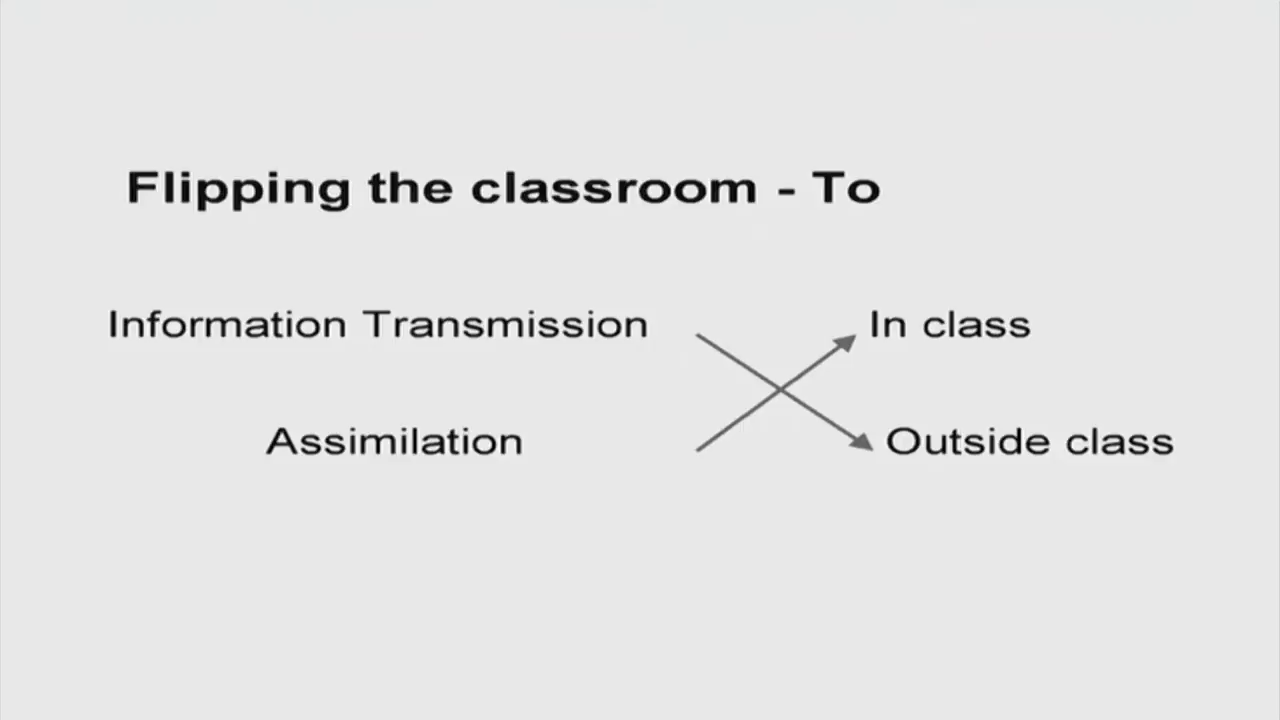 Flipping the classroom - To
Information Transmission In class
Assimilation Outside class